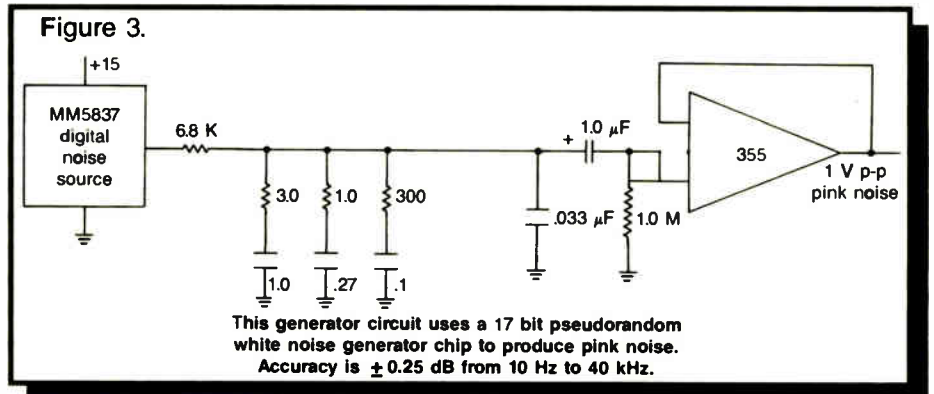 Figure 3.
+15
MM5837
digital
noise
source
6.8 K
3.0
1.0
300
1.0
.27
.1
+
1.0 μF
.033 μF
1.0 M
355
1 V p-p
pink noise
This generator circuit uses a 17 bit pseudorandom
white noise generator chip to produce pink noise.
Accuracy is ± 0.25 dB from 10 Hz to 40 kHz.